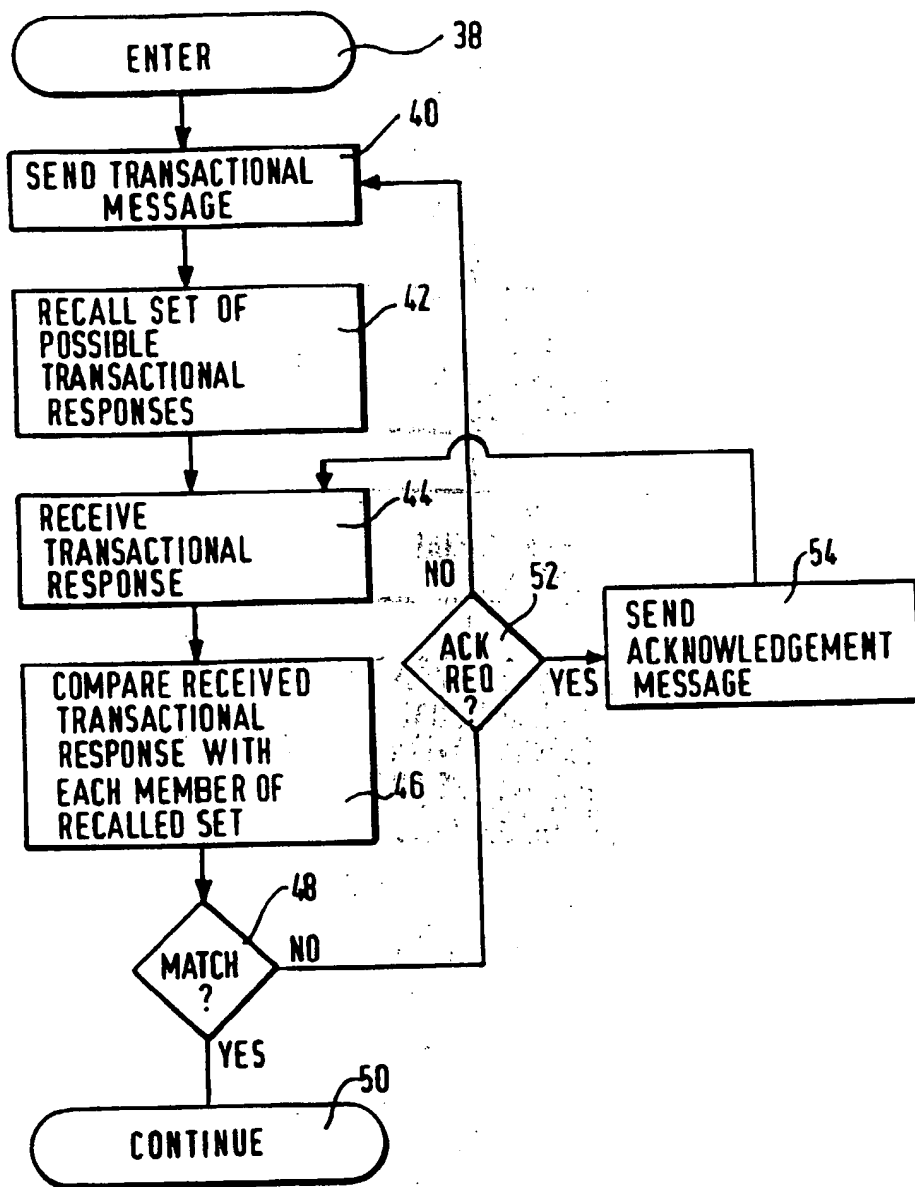 ENTER
38
40
SEND TRANSACTIONAL
MESSAGE
RECALL SET OF
POSSIBLE
TRANSACTIONAL
RESPONSES
42
RECEIVE
TRANSACTIONAL
RESPONSE
44
NO
52
ACK
REQ
?
YES
54
SEND
ACKNOWLEDGEMENT
MESSAGE
COMPARE RECEIVED
TRANSACTIONAL
RESPONSE WITH
EACH MEMBER OF
RECALLED SET
46
48
MATCH
?
NO
YES
50
CONTINUE